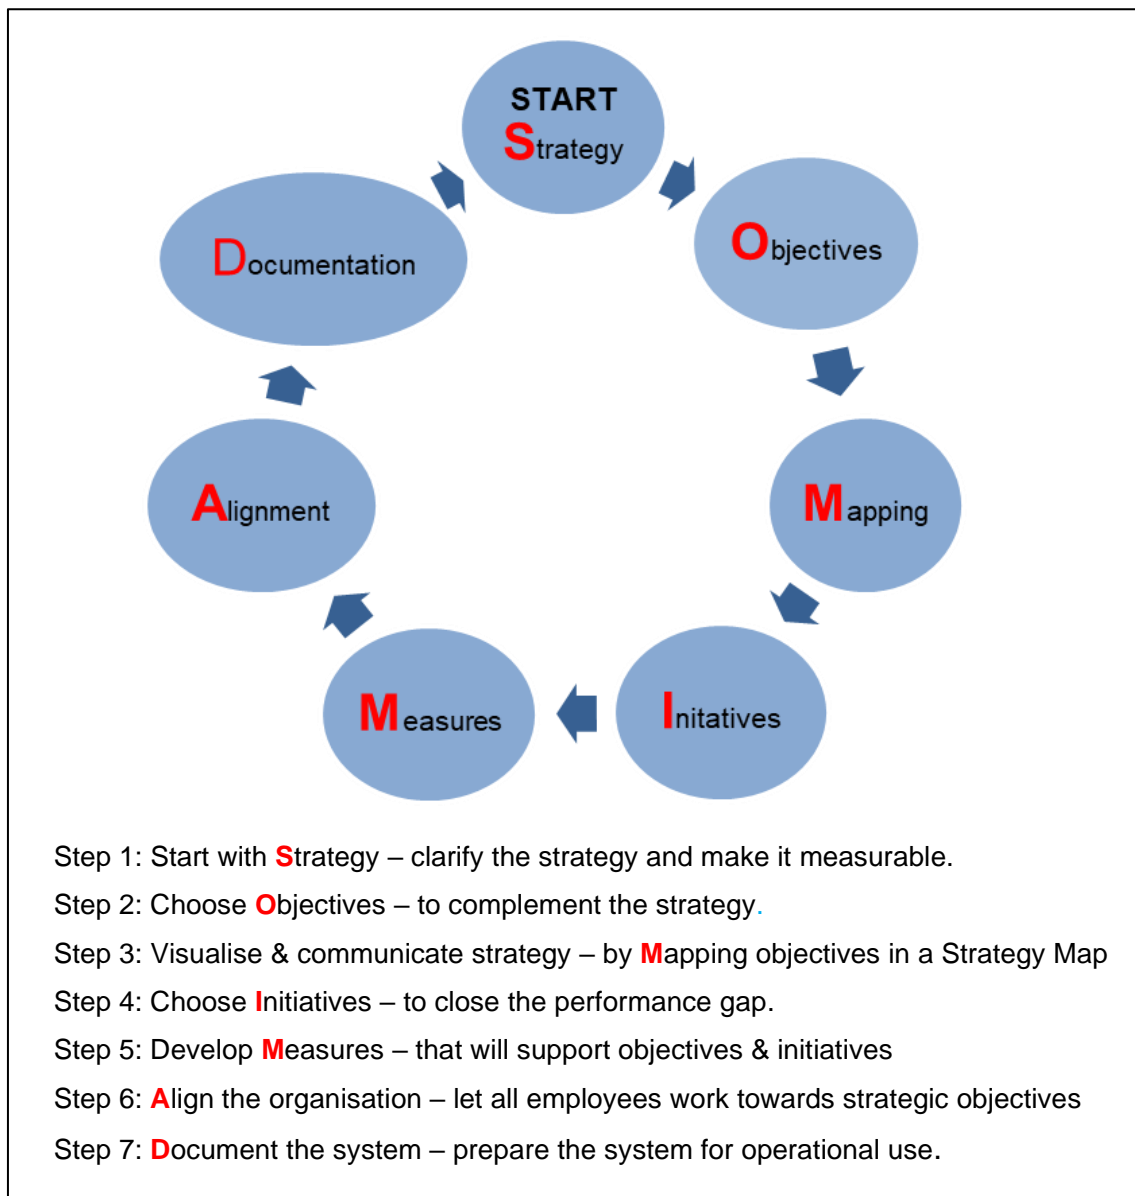 START
Strategy
Objectives
Mapping
Initatives
Measures
Alignment
Documentation
Step 1: Start with Strategy – clarify the strategy and make it measurable.
Step 2: Choose Objectives – to complement the strategy.
Step 3: Visualise & communicate strategy – by Mapping objectives in a Strategy Map
Step 4: Choose Initiatives – to close the performance gap.
Step 5: Develop Measures – that will support objectives & initiatives
Step 6: Align the organisation – let all employees work towards strategic objectives
Step 7: Document the system – prepare the system for operational use.